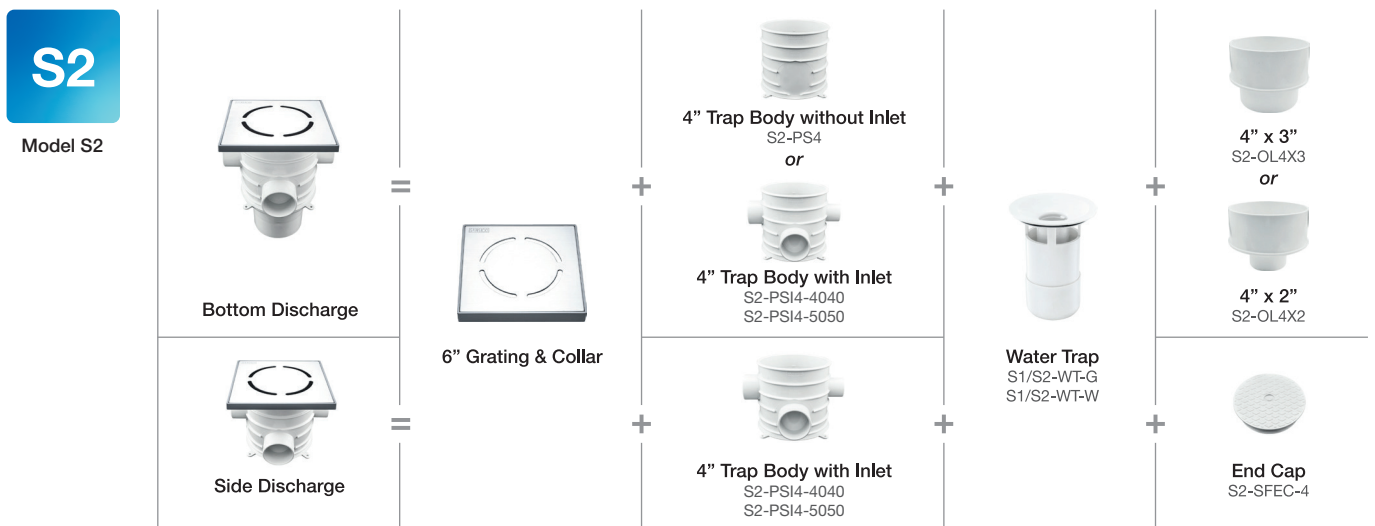 S2
Model S2
Bottom Discharge
=
6” Grating & Collar
+
4” Trap Body without Inlet
S2-PS4
or
4” Trap Body with Inlet
S2-PSI4-4040
S2-PSI4-5050
+
Water Trap
S1/S2-WT-G
S1/S2-WT-W
+
4” x 3”
S2-OL4X3
or
4” x 2”
S2-OL4X2
Side Discharge
=
+
4” Trap Body with Inlet
S2-PSI4-4040
S2-PSI4-5050
+
+
End Cap
S2-SFEC-4